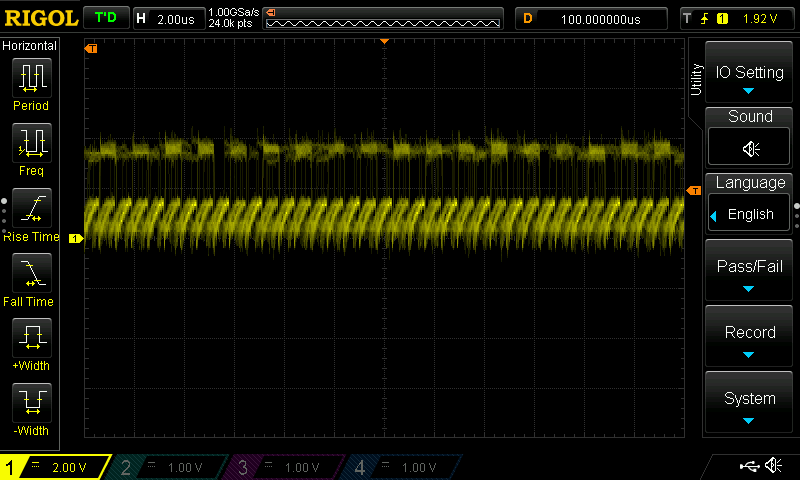 RIGOL T'D H 2.00us 1.00GSa/s 24.0k pts D 100.000000us T 1 1.92 V
Horizontal
Period
Freq
Rise Time
Fall Time
+Width
-Width
T
T
1
Utility
IO Setting
Sound
Language
English
Pass/Fail
Record
System
1 2.00 V 2 1.00 V 3 1.00 V 4 1.00 V